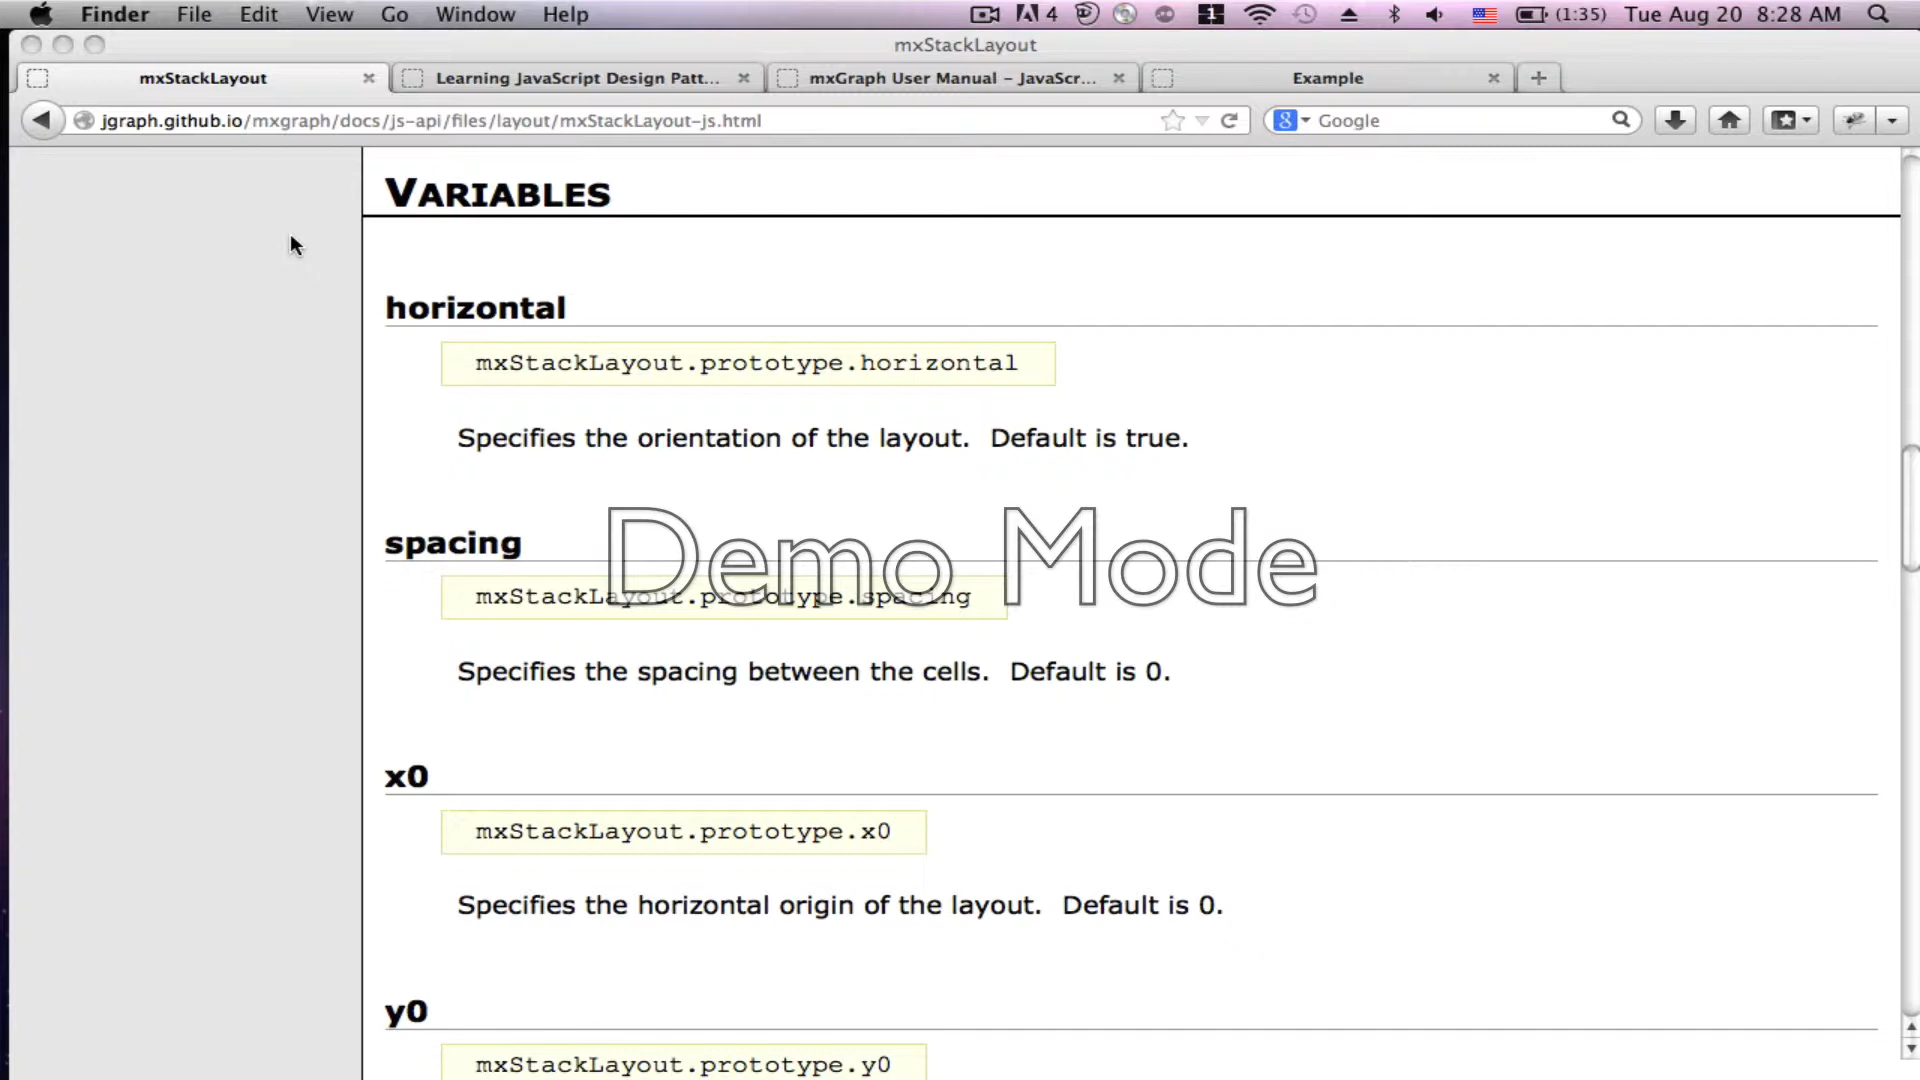 Finder File Edit View Go Window Help 4 1 (1:35) Tue Aug 20 8:28 AM
mxStackLayout
mxStackLayout Learning JavaScript Design Patt... mxGraph User Manual – JavaScr... Example
jgraph.github.io/mxgraph/docs/js-api/files/layout/mxStackLayout-js.html 8 Google
VARIABLES
horizontal
mxStackLayout.prototype.horizontal
Specifies the orientation of the layout. Default is true.
Demo Mode
spacing
mxStackLayout.prototype.spacing
Specifies the spacing between the cells. Default is 0.
x0
mxStackLayout.prototype.x0
Specifies the horizontal origin of the layout. Default is 0.
y0
mxStackLayout.prototype.y0